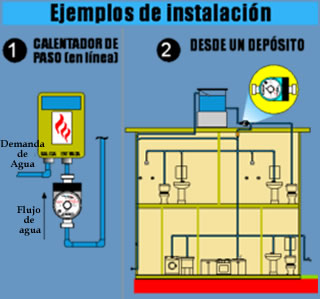 Ejemplos de instalación
1 CALENTADOR DE
PASO (en línea)
2 DESDE UN DEPÓSITO
Demanda
de
Agua
Flujo
de
agua